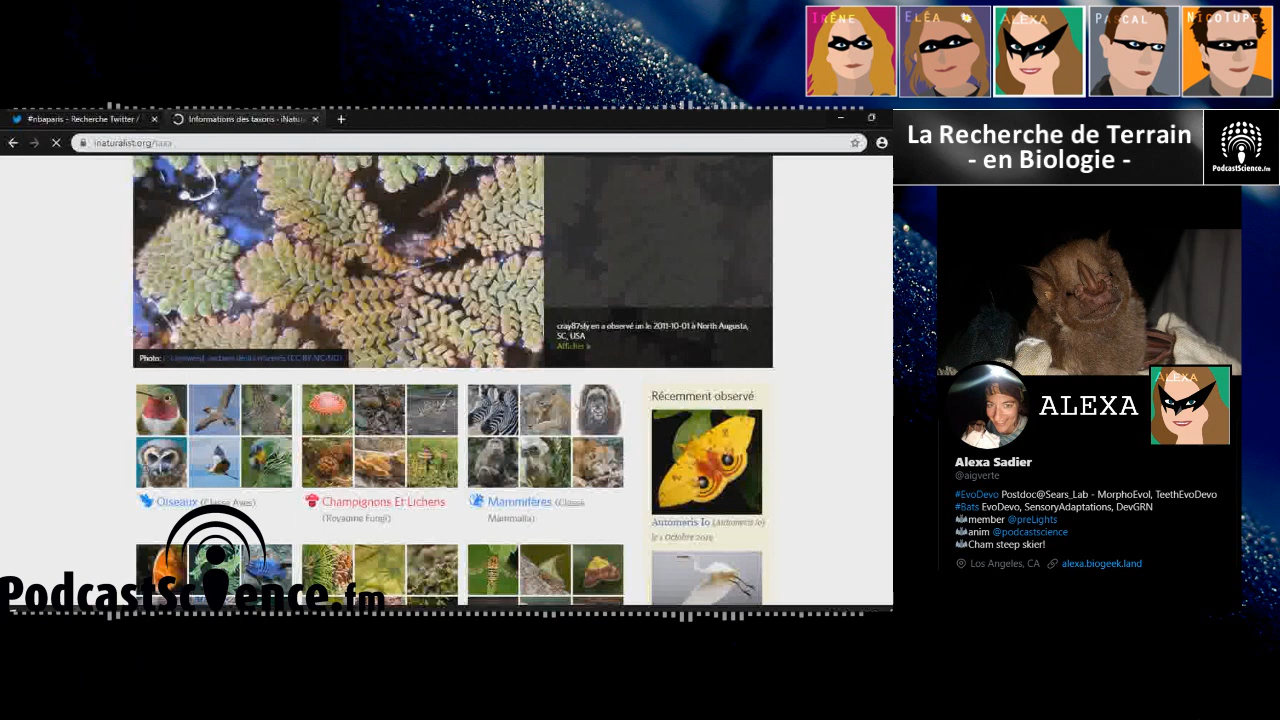 IRÈNE
ELÉA
ALEXA
PASCAL
NICOTUPE
#nbaparis - Recherche Twitter /
Informations des taxons · iNatu
inaturalist.org/taxa
La Recherche de Terrain
- en Biologie -
PodcastScience.fm
cray87sly en a observé un le 2011-10-01 à North Augusta,
SC, USA
Afficher »
Photo:
Récemment observé
Oiseaux (Classe Aves)
Champignons Et Lichens
(Royaume Fungi)
Mammifères (Classe
Mammalia)
Automeris Io (Automeris io)
le 1 Octobre 2019
PodcastScience.fm
ALEXA
ALEXA
Alexa Sadier
@aigverte
#EvoDevo Postdoc@Sears_Lab - MorphoEvol, TeethEvoDevo
#Bats EvoDevo, SensoryAdaptations, DevGRN
member @preLights
anim @podcastscience
Cham steep skier!
Los Angeles, CA alexa.biogeek.land